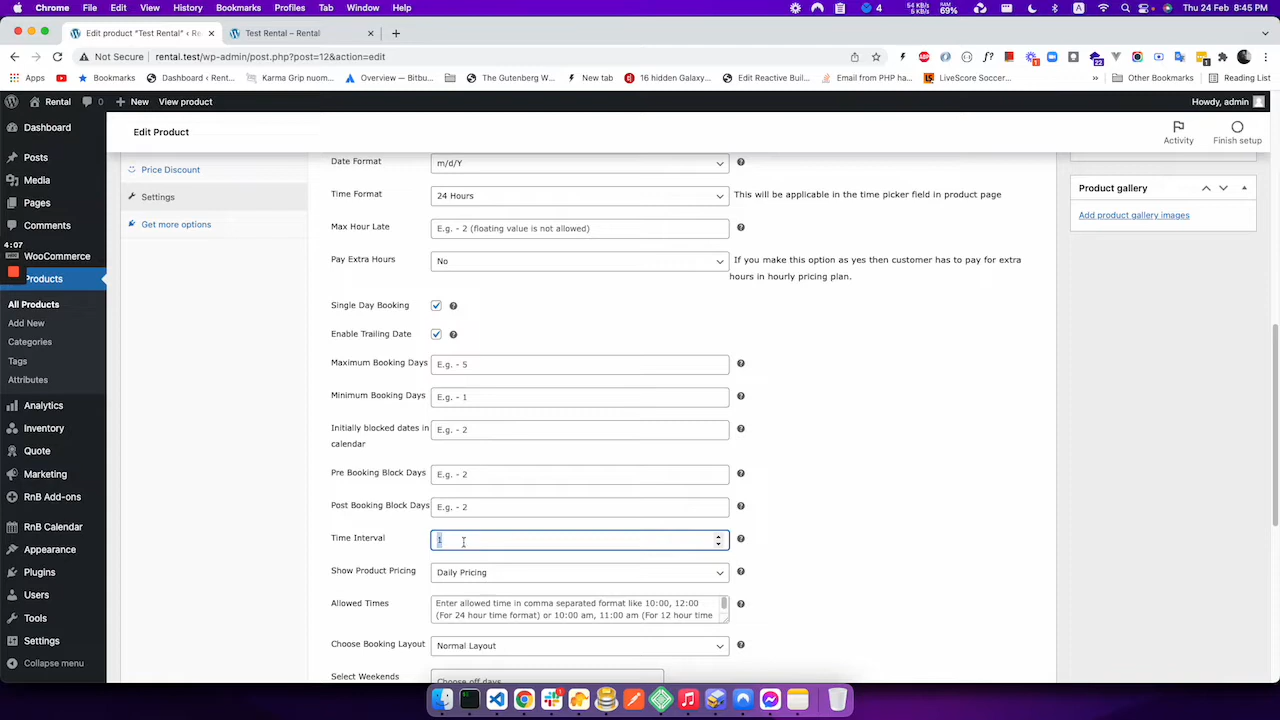 Chrome File Edit View History Bookmarks Profiles Tab Window Help
4 54 KB/s 5 KB/s 69% A Thu 24 Feb 8:45 PM
Edit product "Test Rental" < R Test Rental – Rental
Not Secure rental.test/wp-admin/post.php?post=12&action=edit
Apps Bookmarks Dashboard ‹ Rent... Karma Grip nuom... Overview – Bitbu... The Gutenberg W... New tab 16 hidden Galaxy... Edit Reactive Buil... Email from PHP ha... LiveScore Soccer... » Other Bookmarks Reading List
Rental 0 New View product Howdy, admin
Dashboard
Posts
Media
Pages
Comments
4:07
WooCommerce
Products
All Products
Add New
Categories
Tags
Attributes
Analytics
Inventory
Quote
Marketing
RnB Add-ons
RnB Calendar
Appearance
Plugins
Users
Tools
Settings
Collapse menu
Edit Product
Activity
Finish setup
Price Discount
Settings
Get more options
Date Format m/d/Y
Time Format 24 Hours This will be applicable in the time picker field in product page
Max Hour Late E.g. - 2 (floating value is not allowed)
Pay Extra Hours No If you make this option as yes then customer has to pay for extra
hours in hourly pricing plan.
Single Day Booking
Enable Trailing Date
Maximum Booking Days E.g. - 5
Minimum Booking Days E.g. - 1
Initially blocked dates in E.g. - 2
calendar
Pre Booking Block Days E.g. - 2
Post Booking Block Days E.g. - 2
Time Interval 1
Show Product Pricing Daily Pricing
Allowed Times Enter allowed time in comma separated format like 10:00, 12:00
(For 24 hour time format) or 10:00 am, 11:00 am (For 12 hour time
Choose Booking Layout Normal Layout
Select Weekends Choose off days
Product gallery
Add product gallery images